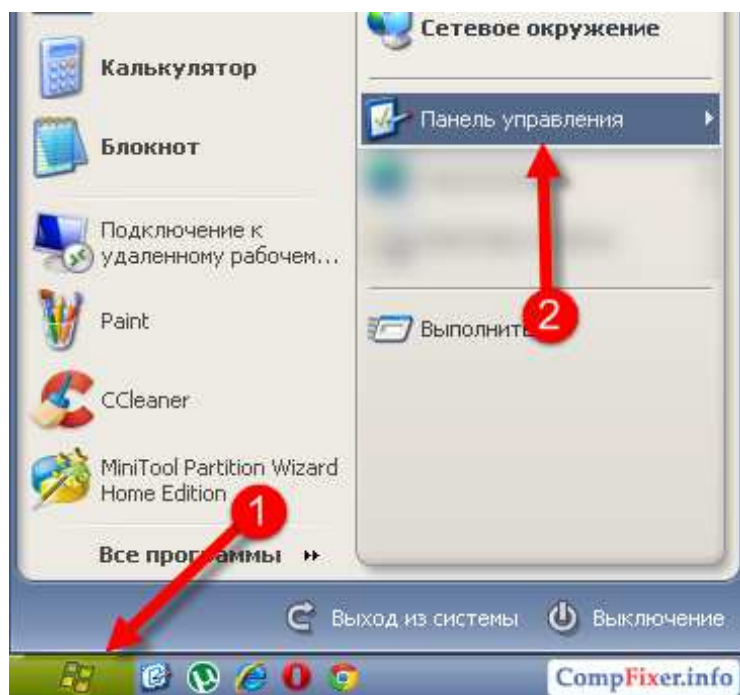 Сетевое окружение
Калькулятор
Панель управления
Блокнот
Подключение к
удаленному рабочем...
Paint
2
Выполнить
CCleaner
MiniTool Partition Wizard
Home Edition
1
Все программы
Выход из системы
Выключение
CompFixer.info